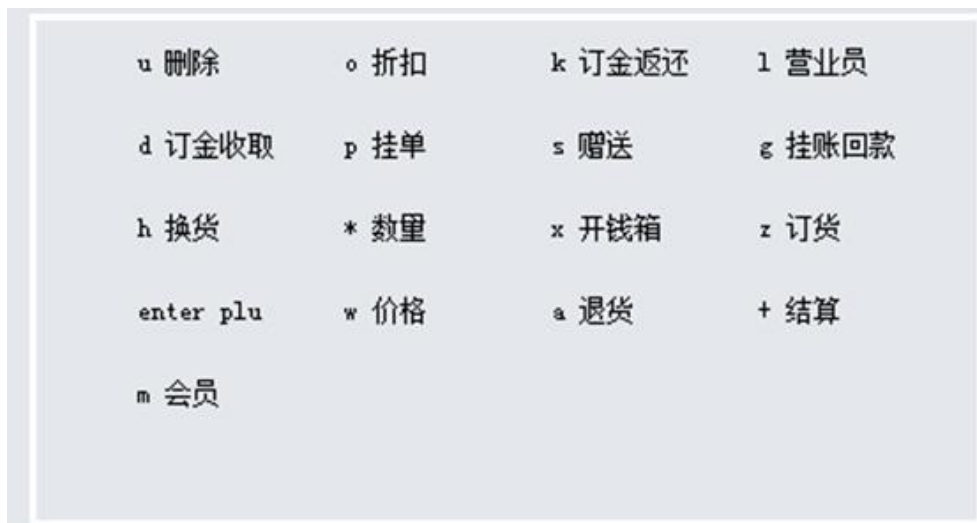 u 删除 o 折扣 k 订金返还 l 营业员
d 订金收取 p 挂单 s 赠送 g 挂账回款
h 换货 * 数量 x 开钱箱 z 订货
enter plu w 价格 a 退货 + 结算
m 会员